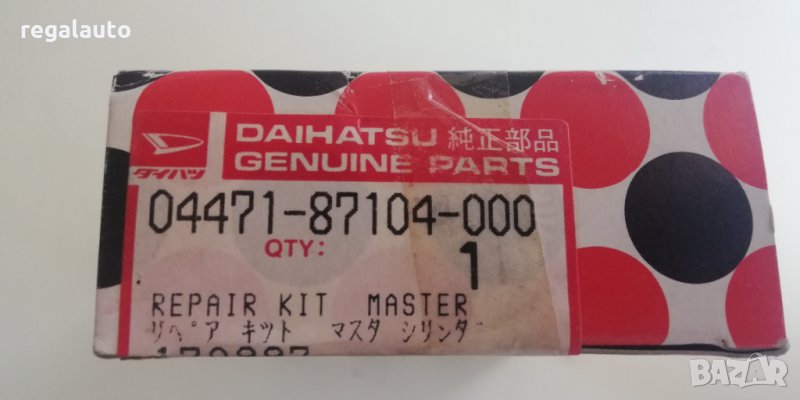 regalauto
DAIHATSU 純正部品
GENUINE PARTS
ダイハツ
04471-87104-000
QTY: 1
REPAIR KIT MASTER
リペア キット マスタ シリンダ
BAZAR